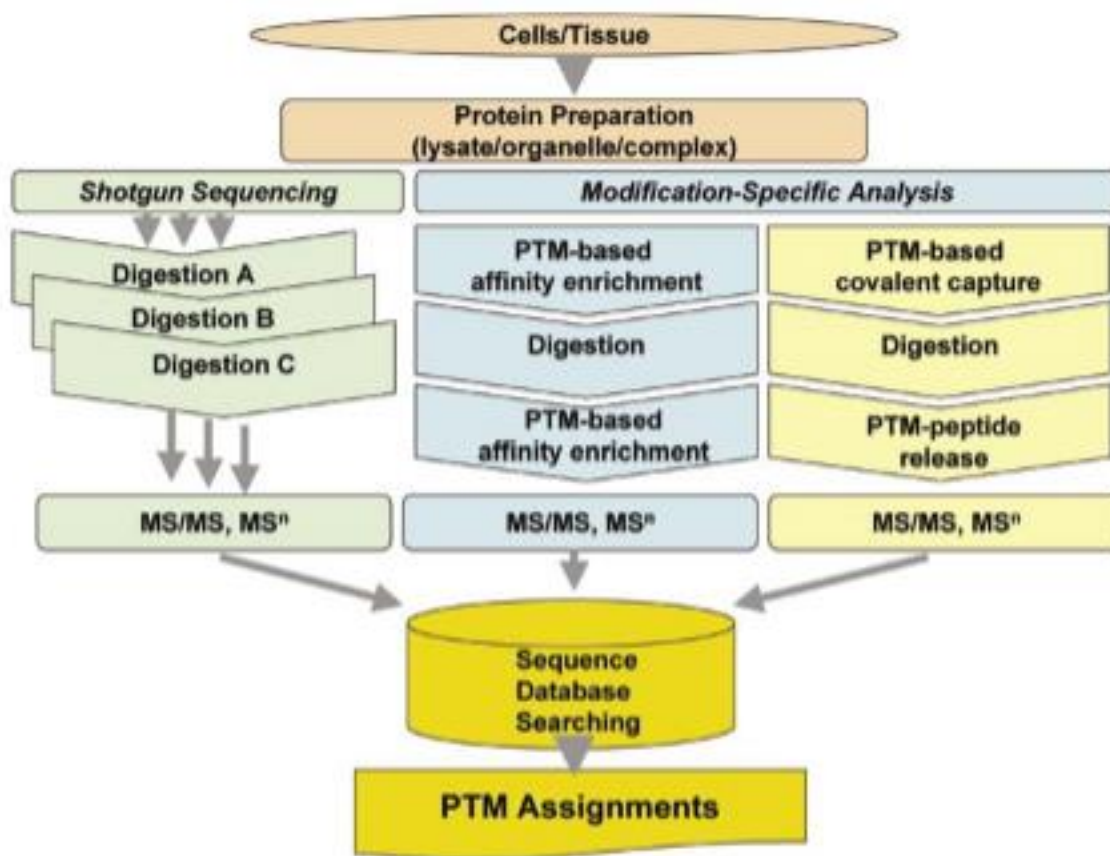 Cells/Tissue
Protein Preparation
(lysate/organelle/complex)
Shotgun Sequencing
Modification-Specific Analysis
Digestion A
Digestion B
Digestion C
PTM-based
affinity enrichment
PTM-based
covalent capture
Digestion
Digestion
PTM-based
affinity enrichment
PTM-peptide
release
MS/MS, MSⁿ
MS/MS, MSⁿ
MS/MS, MSⁿ
Sequence
Database
Searching
PTM Assignments